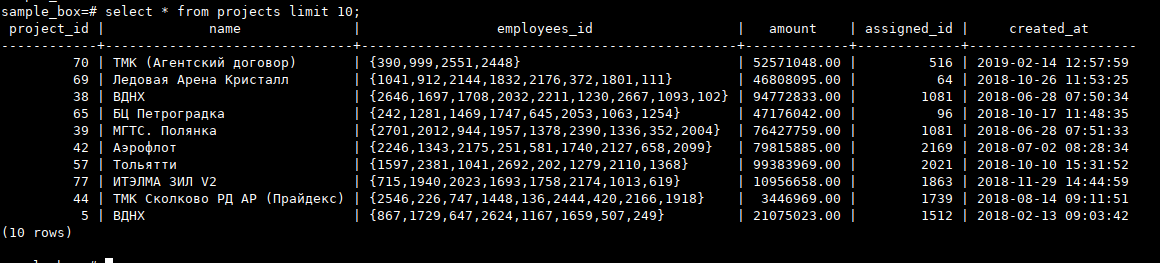 sample_box=# select * from projects limit 10;
project_id | name | employees_id | amount | assigned_id | created_at
------------+--------------------------------+-----------------------------------------------+-------------+-------------+---------------------
70 | ТМК (Агентский договор) | {390,999,2551,2448} | 52571048.00 | 516 | 2019-02-14 12:57:59
69 | Ледовая Арена Кристалл | {1041,912,2144,1832,2176,372,1801,111} | 46808095.00 | 64 | 2018-10-26 11:53:25
38 | ВДНХ | {2646,1697,1708,2032,2211,1230,2667,1093,102} | 94772833.00 | 1081 | 2018-06-28 07:50:34
65 | БЦ Петроградка | {242,1281,1469,1747,645,2053,1063,1254} | 47176042.00 | 96 | 2018-10-17 11:48:35
39 | МГТС. Полянка | {2701,2012,944,1957,1378,2390,1336,352,2004} | 76427759.00 | 1081 | 2018-06-28 07:51:33
42 | Аэрофлот | {2246,1343,2175,251,581,1740,2127,658,2099} | 79815885.00 | 2169 | 2018-07-02 08:28:34
57 | Тольятти | {1597,2381,1041,2692,202,1279,2110,1368} | 99383969.00 | 2021 | 2018-10-10 15:31:52
77 | ИТЭЛМА ЗИЛ V2 | {715,1940,2023,1693,1758,2174,1013,619} | 10956658.00 | 1863 | 2018-11-29 14:44:59
44 | ТМК Сколково РД АР (Прайдекс) | {2546,226,747,1448,136,2444,420,2166,1918} | 3446969.00 | 1739 | 2018-08-14 09:11:51
5 | ВДНХ | {867,1729,647,2624,1167,1659,507,249} | 21075023.00 | 1512 | 2018-02-13 09:03:42
(10 rows)